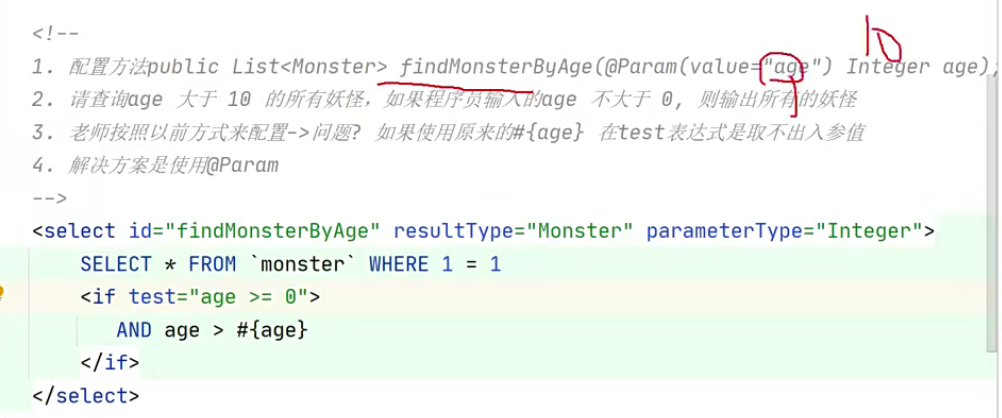 <!--
1. 配置方法public List<Monster> findMonsterByAge(@Param(value="age") Integer age);
10
2. 请查询age 大于 10 的所有妖怪，如果程序员输入的age 不大于 0, 则输出所有的妖怪
3. 老师按照以前方式来配置->问题? 如果使用原来的#{age} 在test表达式是取不出入参值
4. 解决方案是使用@Param
-->
<select id="findMonsterByAge" resultType="Monster" parameterType="Integer">
SELECT * FROM `monster` WHERE 1 = 1
<if test="age >= 0">
AND age > #{age}
</if>
</select>